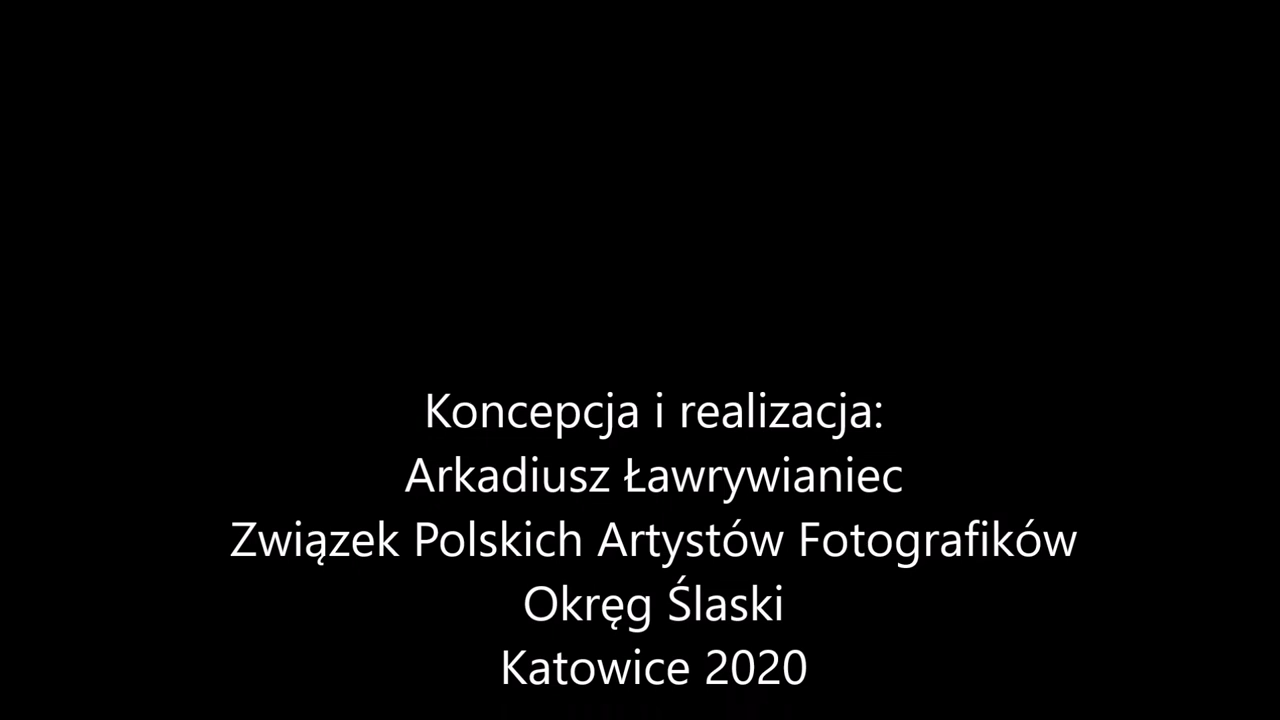 Koncepcja i realizacja:
Arkadiusz Ławrywianiec
Związek Polskich Artystów Fotografików
Okręg Ślaski
Katowice 2020